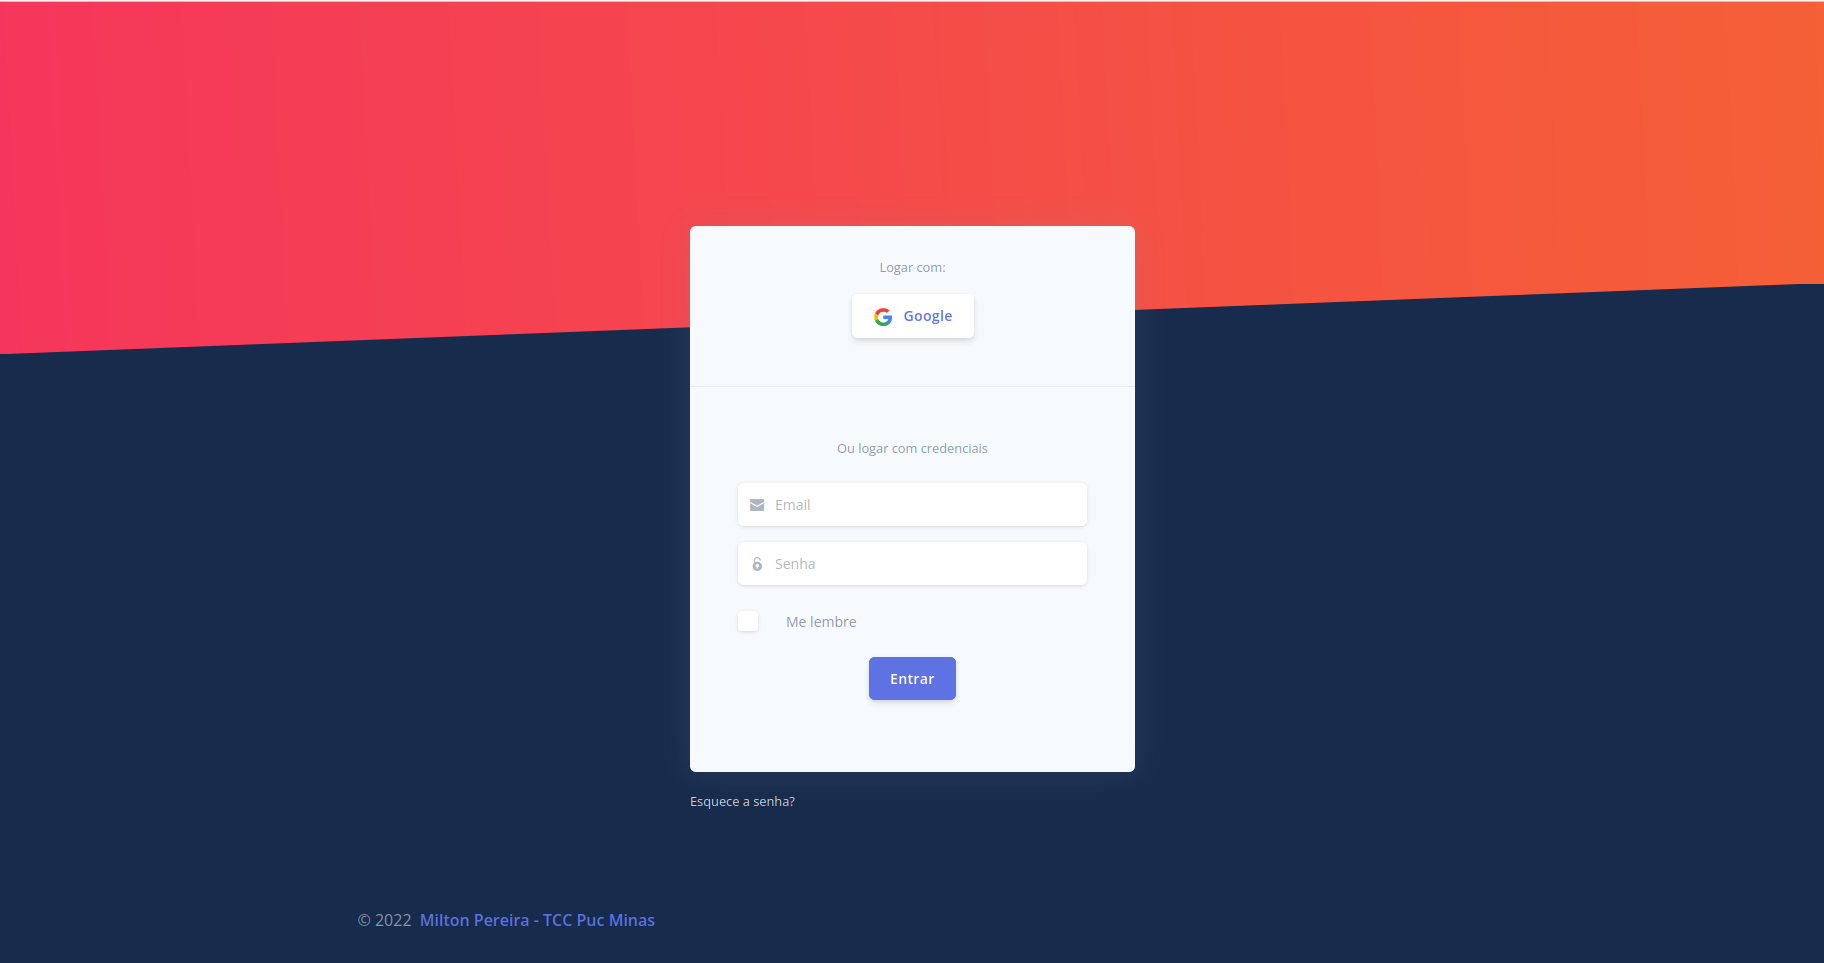 Logar com:
Google
Ou logar com credenciais
Email
Senha
Me lembre
Entrar
Esquece a senha?
© 2022 Milton Pereira - TCC Puc Minas